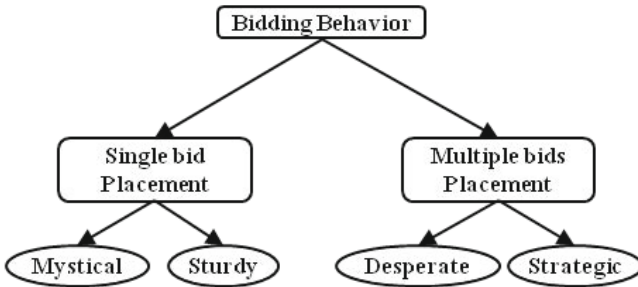 Bidding Behavior
Single bid
Placement
Multiple bids
Placement
Mystical
Sturdy
Desperate
Strategic